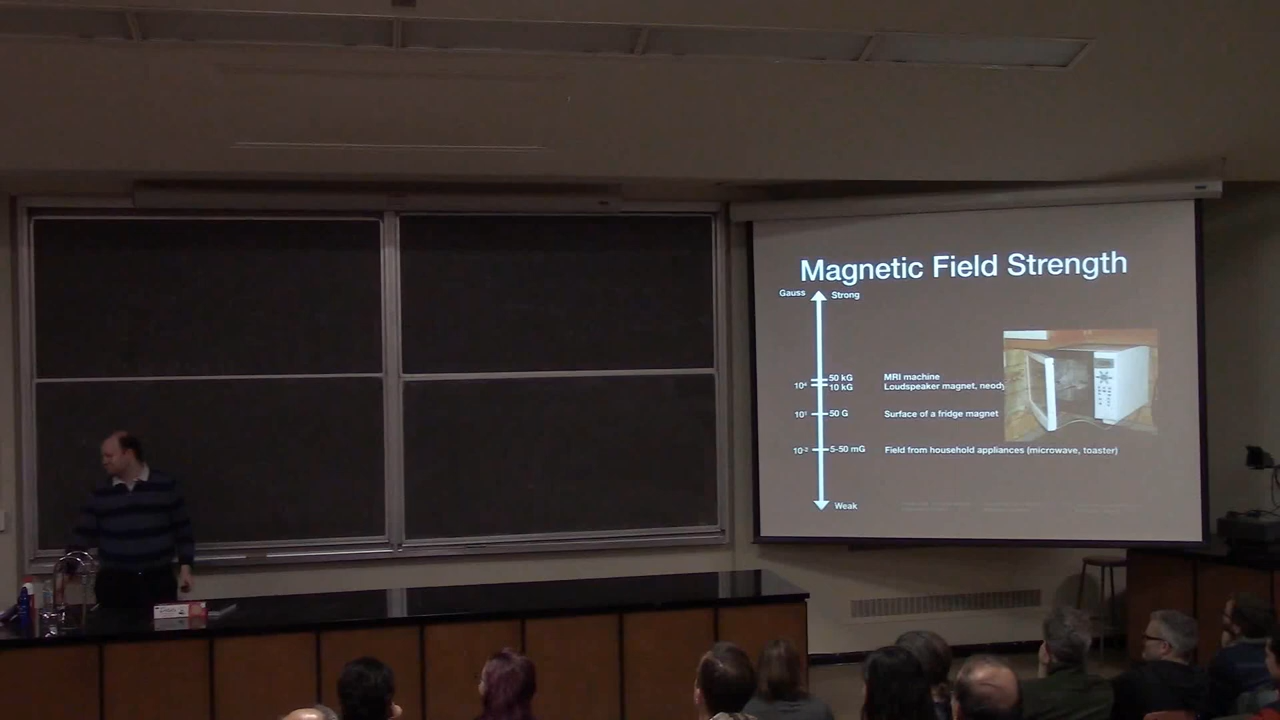 Magnetic Field Strength
Gauss Strong
50 kG MRI machine
10⁴ 10 kG Loudspeaker magnet, neody
10¹ 50 G Surface of a fridge magnet
10⁻² 5-50 mG Field from household appliances (microwave, toaster)
Weak